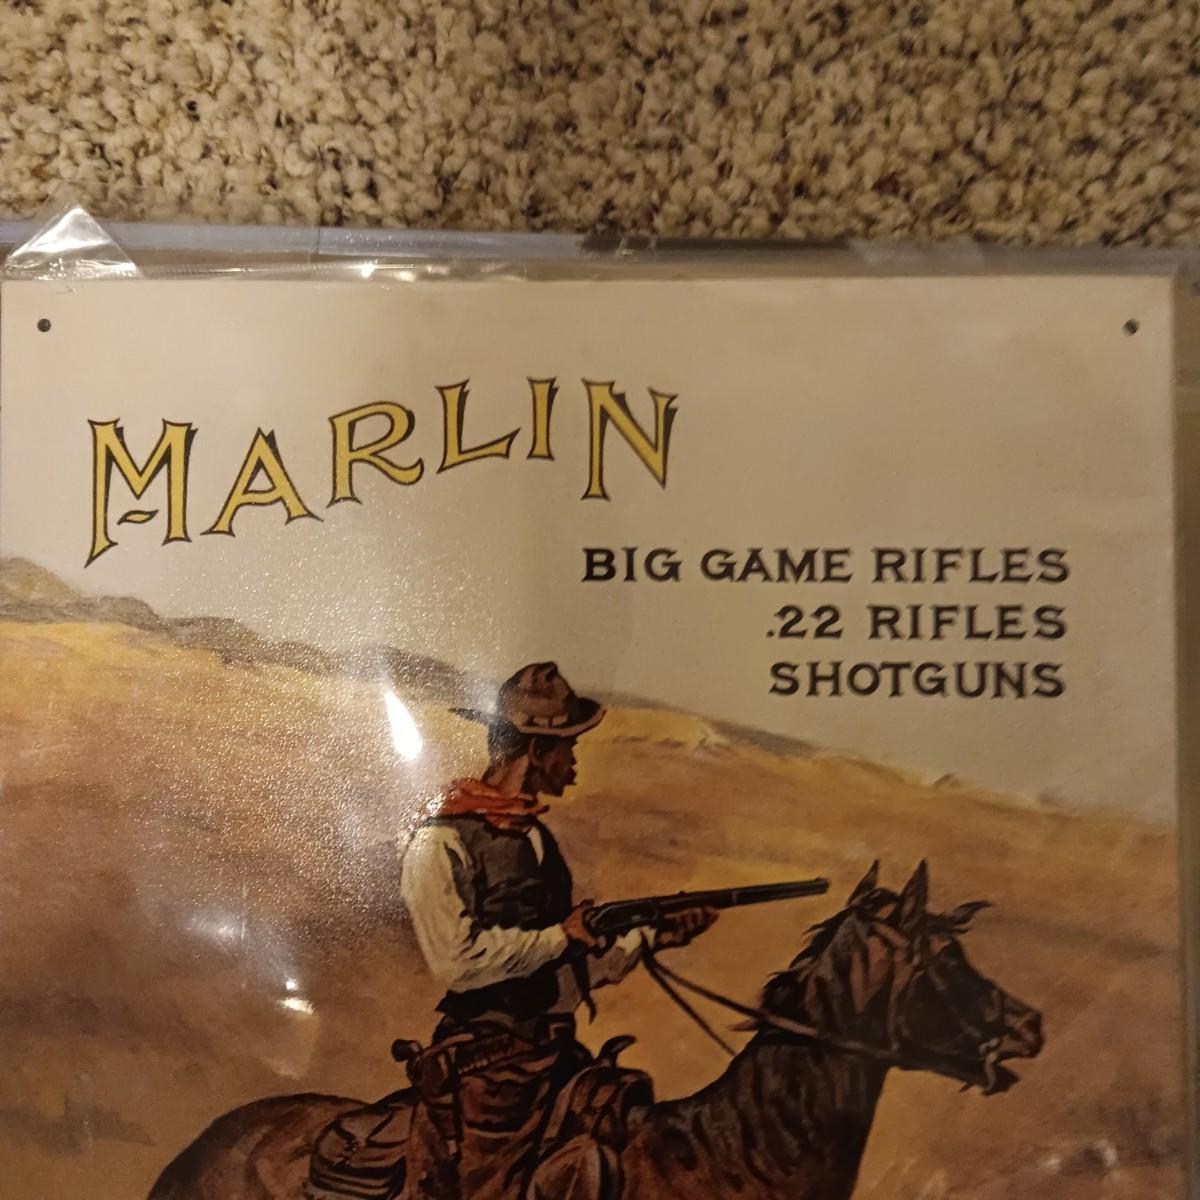 MARLIN
BIG GAME RIFLES
.22 RIFLES
SHOTGUNS